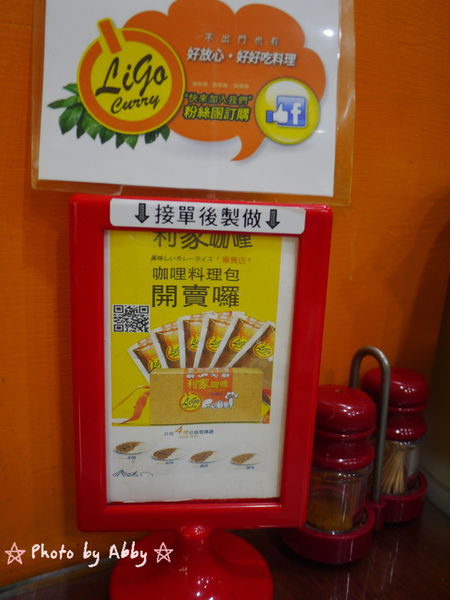 不出門也有
好放心·好好吃料理
LiGo
Curry
"快來加入我們"
粉絲團訂購
f
⬇接單後製做⬇
利家咖哩
美味しいカレーライス "專賣店"
咖哩料理包
開賣囉
利家咖哩
LiGo
☆ Photo by Abby ☆